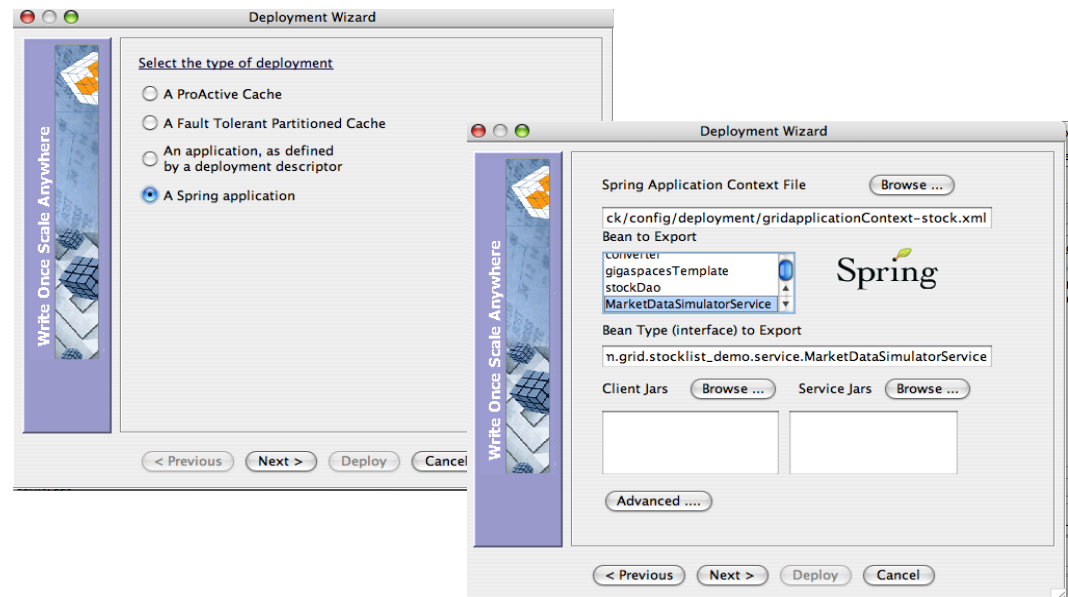 Deployment Wizard
Write Once Scale Anywhere
Select the type of deployment
A ProActive Cache
A Fault Tolerant Partitioned Cache
An application, as defined
by a deployment descriptor
A Spring application
< Previous
Next >
Deploy
Cancel
Deployment Wizard
Write Once Scale Anywhere
Spring Application Context File
Browse ...
ck/config/deployment/gridapplicationContext-stock.xml
Bean to Export
converter
gigaspacesTemplate
stockDao
MarketDataSimulatorService
Spring
Bean Type (interface) to Export
n.grid.stocklist_demo.service.MarketDataSimulatorService
Client Jars
Browse ...
Service Jars
Browse ...
Advanced ....
< Previous
Next >
Deploy
Cancel